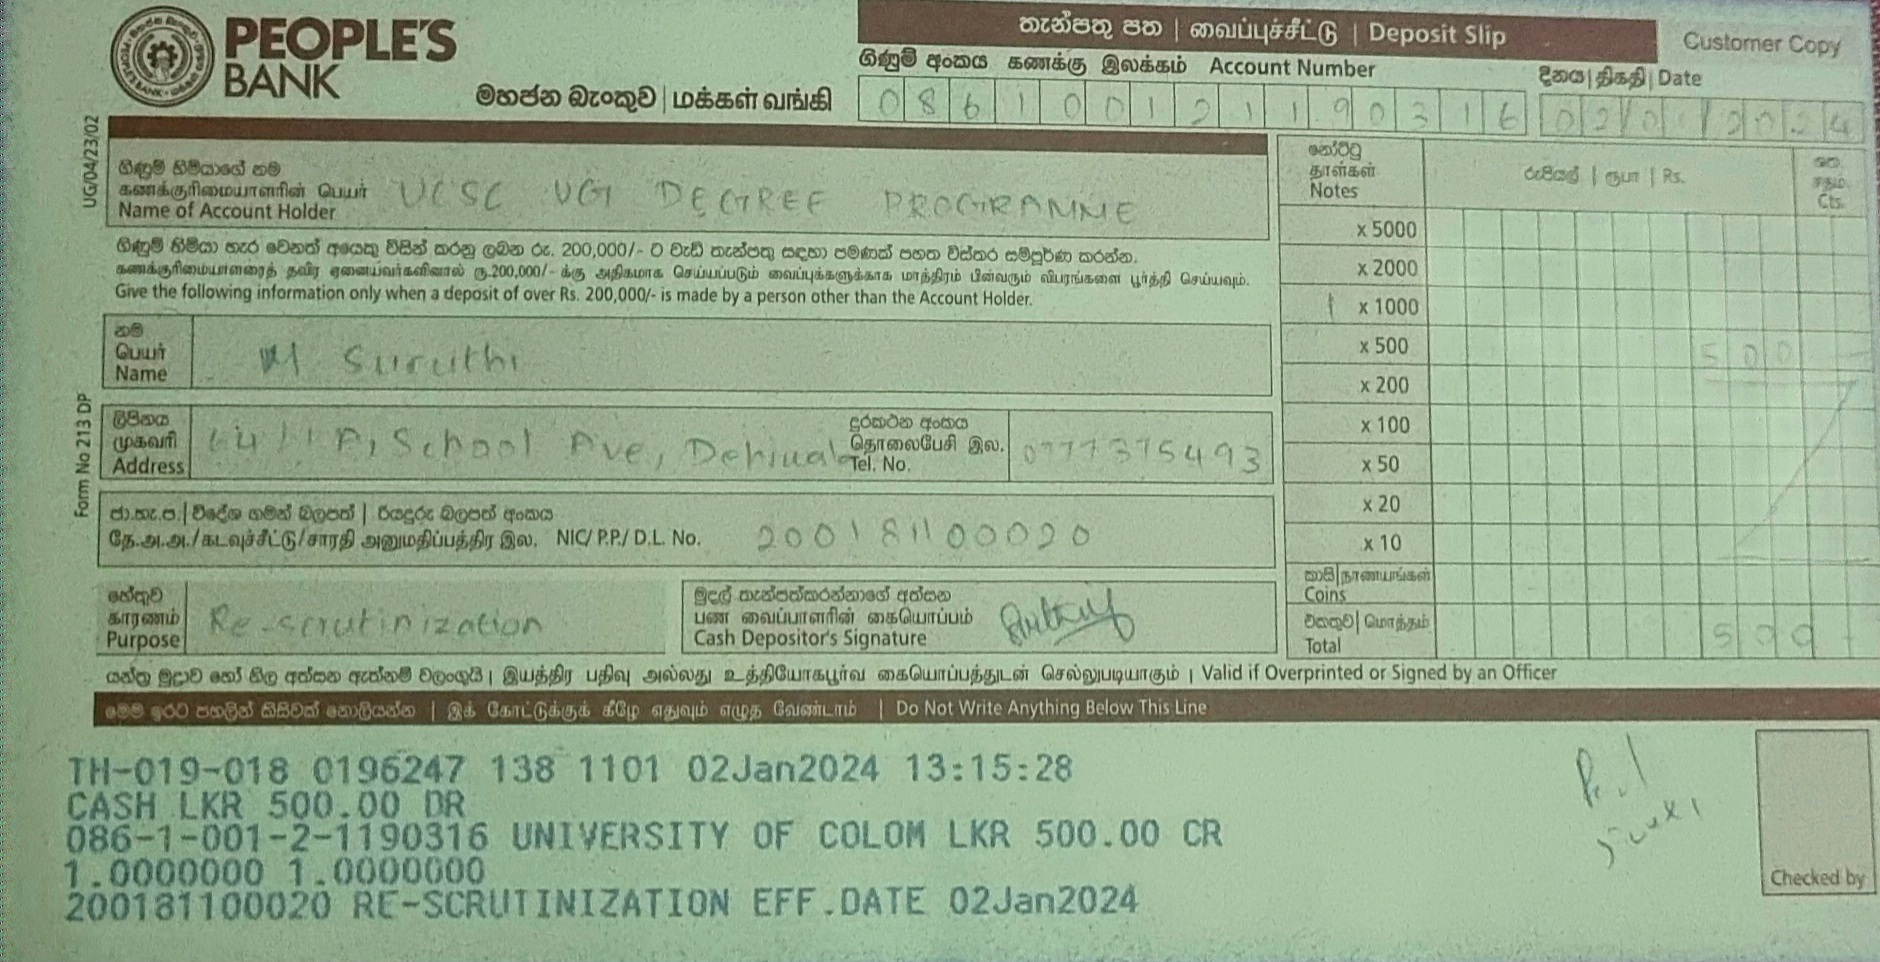 PEOPLE'S
BANK
මහජන බැංකුව | மக்கள் வங்கி
තැන්පතු පත | வைப்புச்சீட்டு | Deposit Slip
Customer Copy
ගිණුම් අංකය கணக்கு இலக்கம் Account Number
දිනය | திகதி | Date
0 8 6 1 0 0 1 2 1 1 9 0 3 1 6
0 2 0 2 0 2 4
UG/04/23/02
ගිණුම් හිමියාගේ නම
கணக்குரிமையாளரின் பெயர்
Name of Account Holder
UCSC UG DEGREE PROGRAMME
ගිණුම් හිමියා හැර වෙනත් අයෙකු විසින් කරනු ලබන රු. 200,000/- ට වැඩි තැන්පතු සඳහා පමණක් පහත විස්තර සම්පූර්ණ කරන්න.
கணக்குரிமையாளரைத் தவிர ஏனையவர்களினால் ரூ.200,000/- க்கு அதிகமாக செய்யப்படும் வைப்புக்களுக்காக மாத்திரம் பின்வரும் விபரங்களை பூர்த்தி செய்யவும்.
Give the following information only when a deposit of over Rs. 200,000/- is made by a person other than the Account Holder.
නම
பெயர்
Name
M Suruthi
ලිපිනය
முகவரி
Address
64/1 A, School Ave, Dehiwala
දුරකථන අංකය
தொலைபேசி இல.
Tel. No.
0777375493
Form No 213 DP
ජා.හැ.ප. | විදේශ ගමන් බලපත් | රියදුරු බලපත් අංකය
தே.அ.அ./கடவுச்சீட்டு/சாரதி அனுமதிப்பத்திர இல. NIC/ P.P./ D.L. No.
200181100020
හේතුව
காரணம்
Purpose
Re-scrutinization
මුදල් තැන්පත්කරන්නාගේ අත්සන
பண வைப்பாளரின் கையொப்பம்
Cash Depositor's Signature
නෝට්ටු
தாள்கள்
Notes
රුපියල් | ரூபா | Rs.
ශත
சதம்
Cts.
x 5000
x 2000
1 x 1000
x 500 500
x 200
x 100
x 50
x 20
x 10
කාසි | நாணயங்கள்
Coins
එකතුව | மொத்தம்
Total 500
යන්ත්‍ර මුද්‍රාව හෝ නිල අත්සන ඇත්නම් වලංගුයි | இயந்திர பதிவு அல்லது உத்தியோகபூர்வ கையொப்பத்துடன் செல்லுபடியாகும் | Valid if Overprinted or Signed by an Officer
මෙම ඉරට පහලින් කිසිවක් නොලියන්න | இக் கோட்டுக்குக் கீழே எதுவும் எழுத வேண்டாம் | Do Not Write Anything Below This Line
TH-019-018 0196247 138 1101 02Jan2024 13:15:28
CASH LKR 500.00 DR
086-1-001-2-1190316 UNIVERSITY OF COLOM LKR 500.00 CR
1.0000000 1.0000000
200181100020 RE-SCRUTINIZATION EFF.DATE 02Jan2024
Checked by